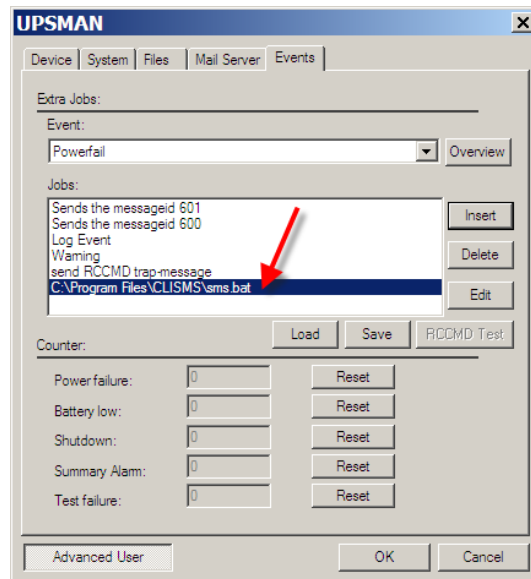 UPSMAN
Device System Files Mail Server Events
Extra Jobs:
Event:
Powerfail Overview
Jobs:
Sends the messageid 601
Sends the messageid 600
Log Event
Warning
send RCCMD trap-message
C:\Program Files\CLISMS\sms.bat
Insert
Delete
Edit
Load Save RCCMD Test
Counter:
Power failure: 0 Reset
Battery low: 0 Reset
Shutdown: 0 Reset
Summary Alarm: 0 Reset
Test failure: 0 Reset
Advanced User OK Cancel